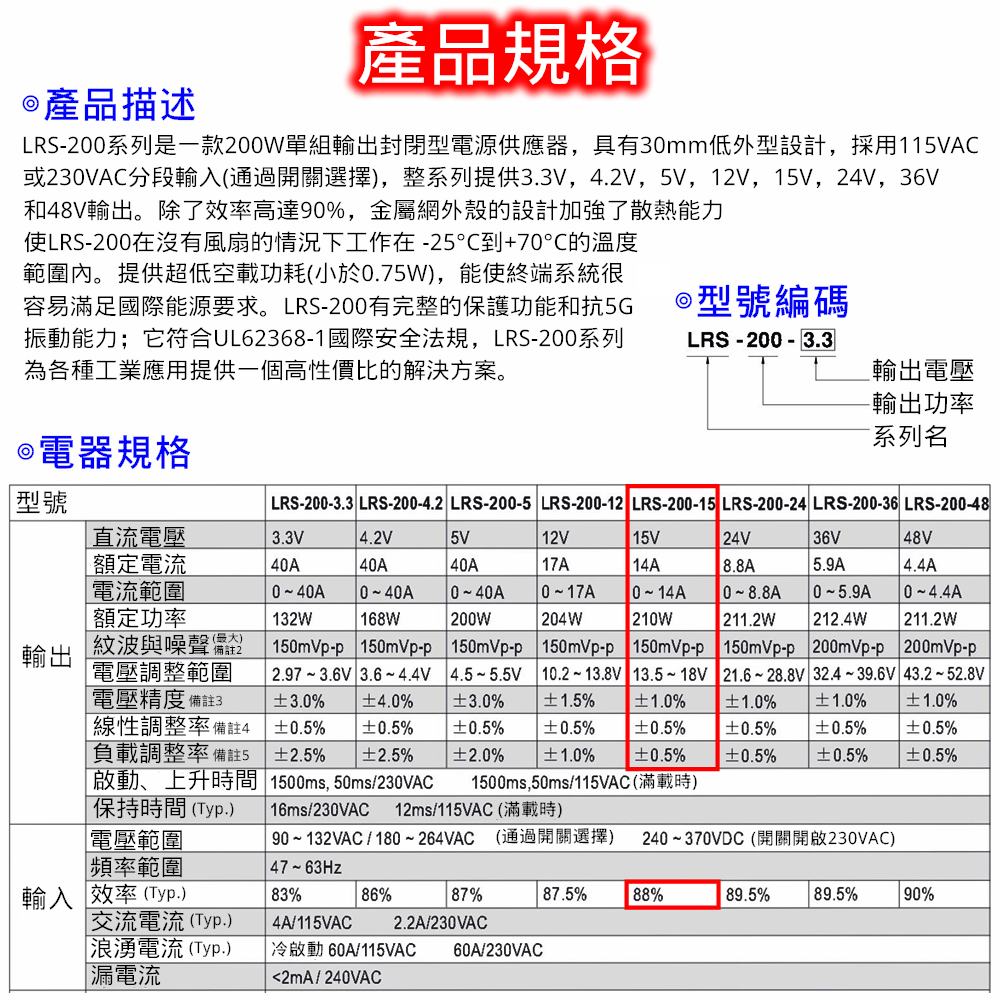 產品規格
◎產品描述
LRS-200系列是一款200W單組輸出封閉型電源供應器，具有30mm低外型設計，採用115VAC
或230VAC分段輸入(通過開關選擇)，整系列提供3.3V，4.2V，5V，12V，15V，24V，36V
和48V輸出。除了效率高達90%，金屬網外殼的設計加強了散熱能力
使LRS-200在沒有風扇的情況下工作在 -25°C到+70°C的溫度
範圍內。提供超低空載功耗(小於0.75W)，能使終端系統很
容易滿足國際能源要求。LRS-200有完整的保護功能和抗5G
振動能力；它符合UL62368-1國際安全法規，LRS-200系列
為各種工業應用提供一個高性價比的解決方案。
◎型號編碼
LRS - 200 - 3.3
輸出電壓
輸出功率
系列名
◎電器規格
型號 LRS-200-3.3 LRS-200-4.2 LRS-200-5 LRS-200-12 LRS-200-15 LRS-200-24 LRS-200-36 LRS-200-48
輸出
直流電壓 3.3V 4.2V 5V 12V 15V 24V 36V 48V
額定電流 40A 40A 40A 17A 14A 8.8A 5.9A 4.4A
電流範圍 0~40A 0~40A 0~40A 0~17A 0~14A 0~8.8A 0~5.9A 0~4.4A
額定功率 132W 168W 200W 204W 210W 211.2W 212.4W 211.2W
紋波與噪聲(最大)備註2 150mVp-p 150mVp-p 150mVp-p 150mVp-p 150mVp-p 150mVp-p 200mVp-p 200mVp-p
電壓調整範圍 2.97~3.6V 3.6~4.4V 4.5~5.5V 10.2~13.8V 13.5~18V 21.6~28.8V 32.4~39.6V 43.2~52.8V
電壓精度 備註3 ±3.0% ±4.0% ±3.0% ±1.5% ±1.0% ±1.0% ±1.0% ±1.0%
線性調整率 備註4 ±0.5% ±0.5% ±0.5% ±0.5% ±0.5% ±0.5% ±0.5% ±0.5%
負載調整率 備註5 ±2.5% ±2.5% ±2.0% ±1.0% ±0.5% ±0.5% ±0.5% ±0.5%
啟動、上升時間 1500ms, 50ms/230VAC 1500ms,50ms/115VAC(滿載時)
保持時間 (Typ.) 16ms/230VAC 12ms/115VAC (滿載時)
輸入
電壓範圍 90~132VAC / 180~264VAC (通過開關選擇) 240~370VDC (開關開啟230VAC)
頻率範圍 47~63Hz
效率 (Typ.) 83% 86% 87% 87.5% 88% 89.5% 89.5% 90%
交流電流 (Typ.) 4A/115VAC 2.2A/230VAC
浪湧電流 (Typ.) 冷啟動 60A/115VAC 60A/230VAC
漏電流 <2mA / 240VAC